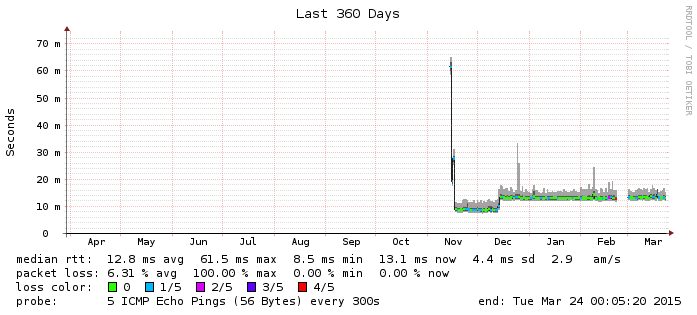 Last 360 Days
RRDTOOL / TOBI OETIKER
Seconds
70 m
60 m
50 m
40 m
30 m
20 m
10 m
0
Apr May Jun Jul Aug Sep Oct Nov Dec Jan Feb Mar
median rtt: 12.8 ms avg 61.5 ms max 8.5 ms min 13.1 ms now 4.4 ms sd 2.9 am/s
packet loss: 6.31 % avg 100.00 % max 0.00 % min 0.00 % now
loss color: 0 1/5 2/5 3/5 4/5
probe: 5 ICMP Echo Pings (56 Bytes) every 300s end: Tue Mar 24 00:05:20 2015